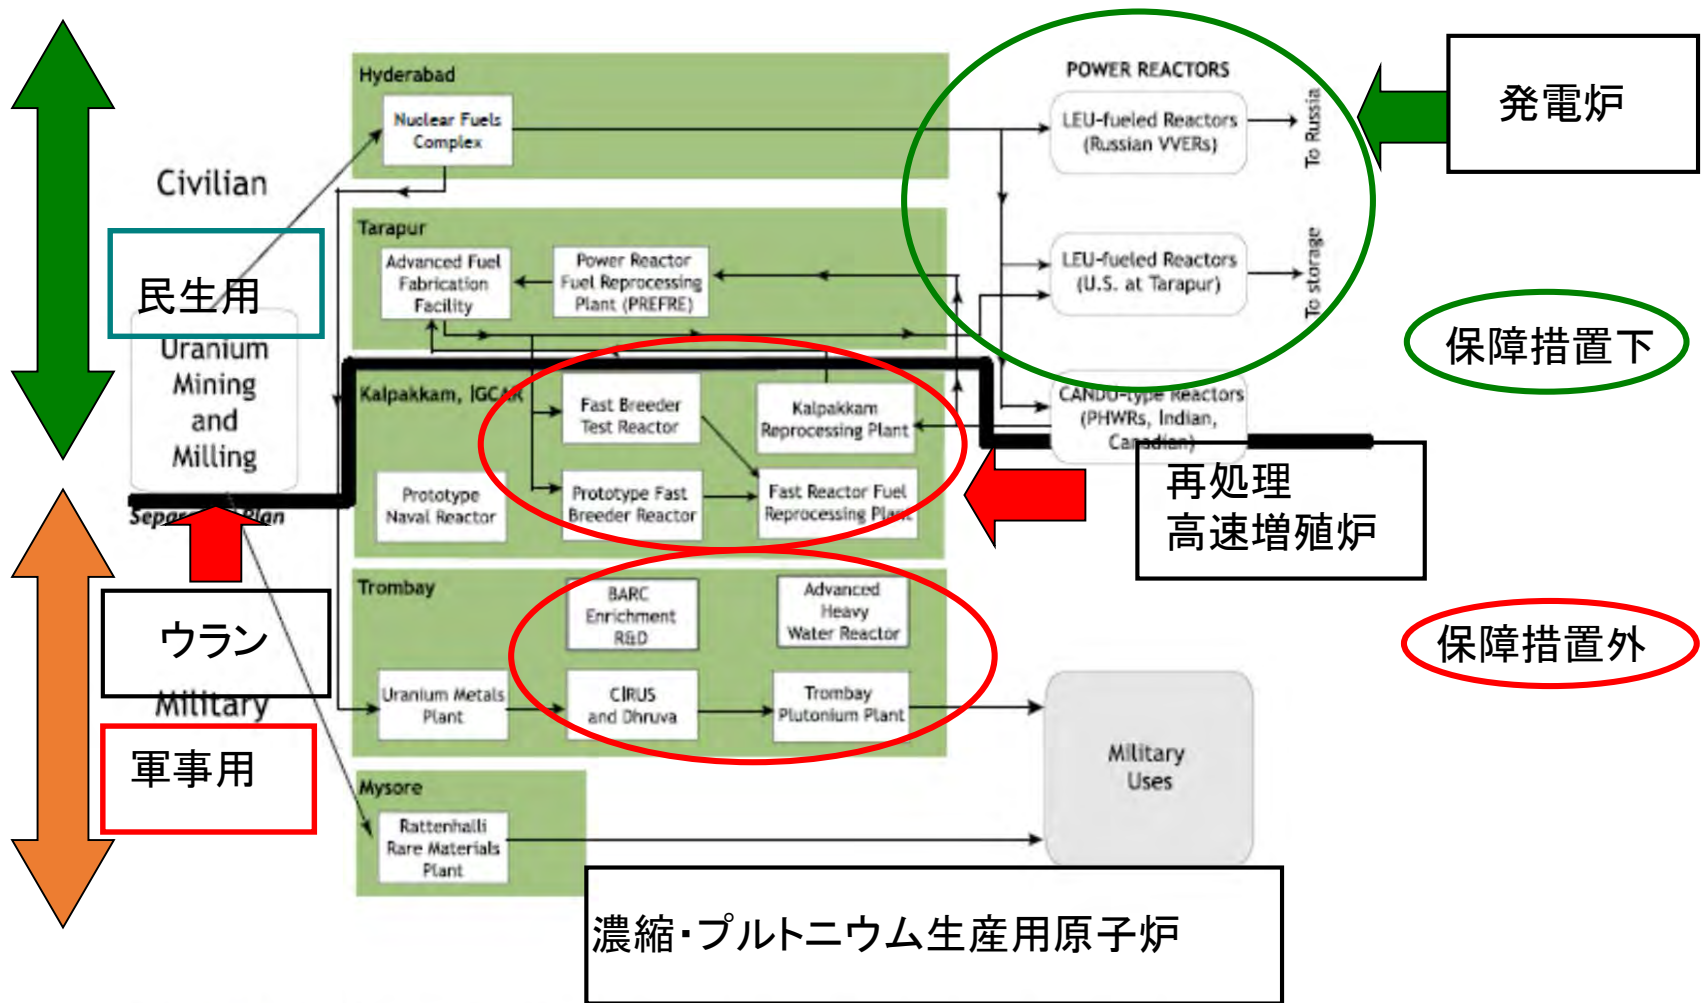 Hyderabad
Nuclear Fuels
Complex
POWER REACTORS
LEU-fueled Reactors
(Russian VVERs)
To Russia
発電炉
Civilian
民生用
Tarapur
Advanced Fuel
Fabrication
Facility
Power Reactor
Fuel Reprocessing
Plant (PREFRE)
LEU-fueled Reactors
(U.S. at Tarapur)
To storage
保障措置下
Uranium
Mining
and
Milling
Kalpakkam, IGCAR
Fast Breeder
Test Reactor
Kalpakkam
Reprocessing Plant
CANDU-type Reactors
(PHWRs, Indian,
Canadian)
Prototype
Naval Reactor
Prototype Fast
Breeder Reactor
Fast Reactor Fuel
Reprocessing Plant
再処理
高速増殖炉
Plan
Trombay
BARC
Enrichment
R&D
Advanced
Heavy
Water Reactor
ウラン
保障措置外
Military
軍事用
Uranium Metals
Plant
CIRUS
and Dhruva
Trombay
Plutonium Plant
Military
Uses
Mysore
Rattenhalli
Rare Materials
Plant
濃縮・プルトニウム生産用原子炉